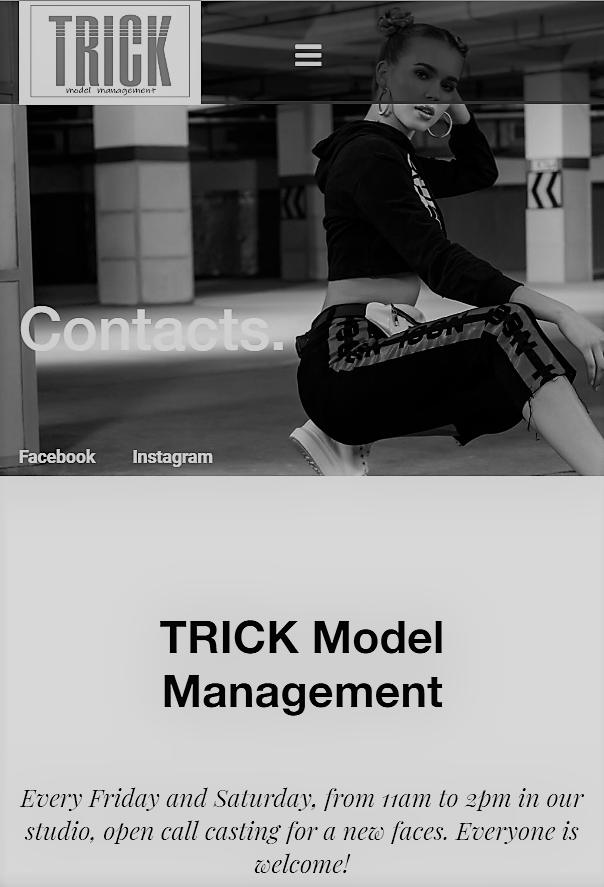 TRICK
model management
Contacts.
Facebook Instagram
TRICK Model
Management
Every Friday and Saturday, from 11am to 2pm in our
studio, open call casting for a new faces. Everyone is
welcome!